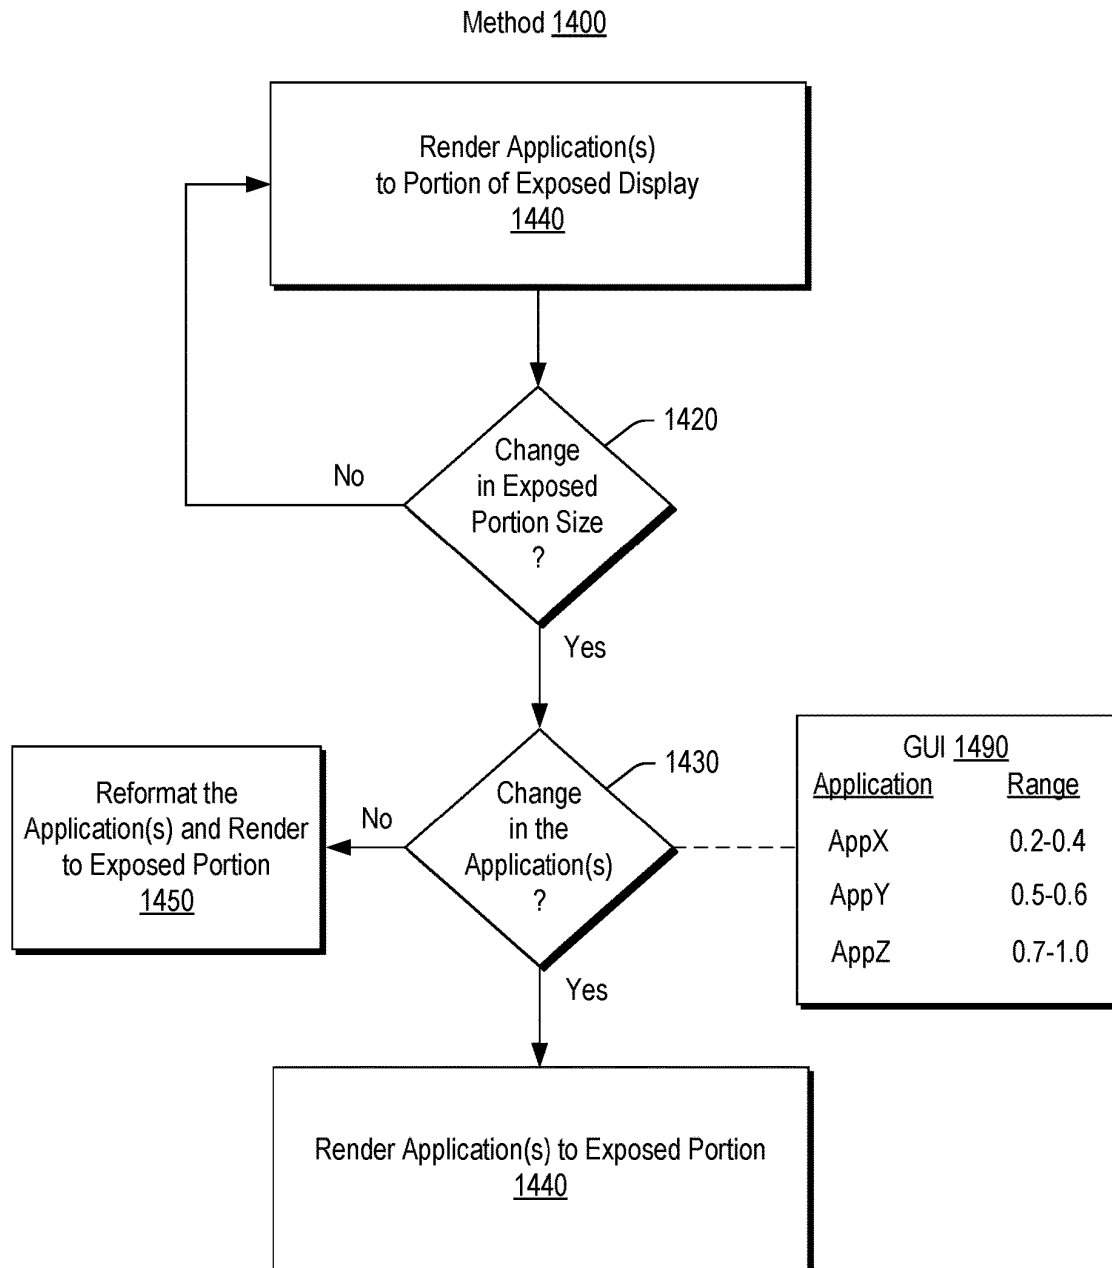 Method 1400
Render Application(s)
to Portion of Exposed Display
1440
1420
Change
in Exposed
Portion Size
?
No
Yes
1430
Change
in the
Application(s)
?
No
Reformat the
Application(s) and Render
to Exposed Portion
1450
GUI 1490
Application Range
AppX 0.2-0.4
AppY 0.5-0.6
AppZ 0.7-1.0
Yes
Render Application(s) to Exposed Portion
1440